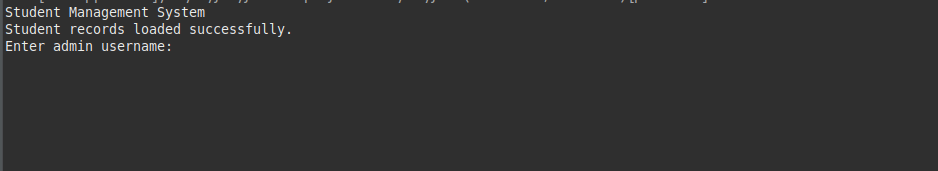 Student Management System
Student records loaded successfully.
Enter admin username: